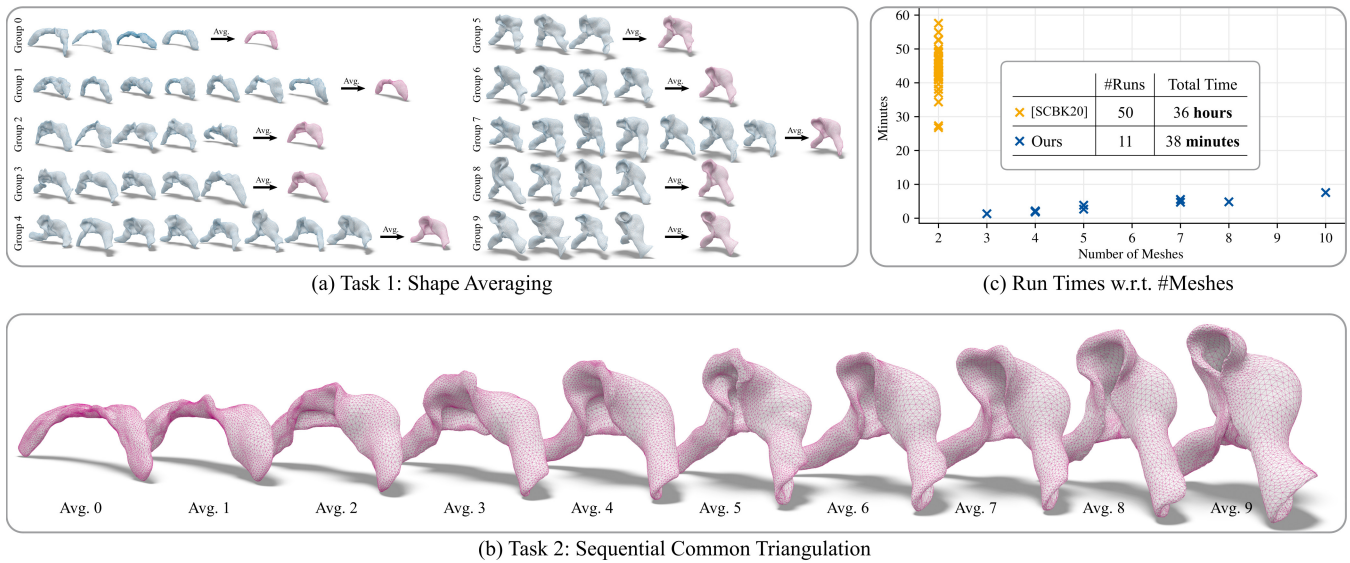 Group 0
Avg.
Group 1
Avg.
Group 2
Avg.
Group 3
Avg.
Group 4
Avg.
Group 5
Avg.
Group 6
Avg.
Group 7
Avg.
Group 8
Avg.
Group 9
Avg.
(a) Task 1: Shape Averaging
60
50
40
30
20
10
0
Minutes
#Runs Total Time
[SCBK20] 50 36 hours
Ours 11 38 minutes
2 3 4 5 6 7 8 9 10
Number of Meshes
(c) Run Times w.r.t. #Meshes
Avg. 0 Avg. 1 Avg. 2 Avg. 3 Avg. 4 Avg. 5 Avg. 6 Avg. 7 Avg. 8 Avg. 9
(b) Task 2: Sequential Common Triangulation